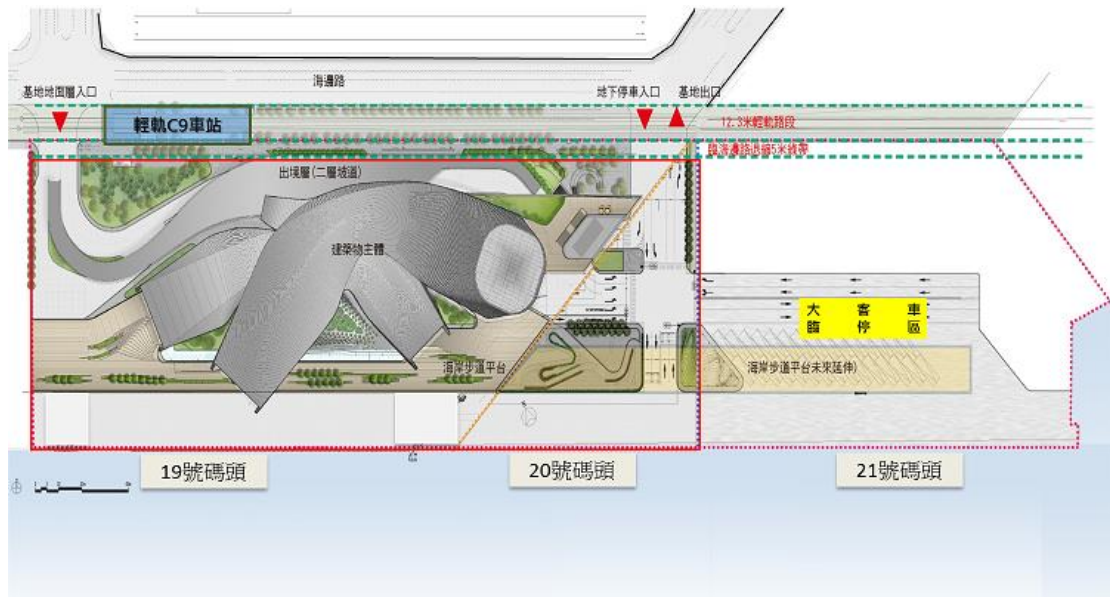 海邊路
基地地面層入口
地下停車入口
基地出口
輕軌C9車站
12.3米輕軌路段
臨海邊路退縮5米綠帶
出境層(二層坡道)
建築物主體
大客車
臨停區
海岸步道平台
海岸步道平台未來延伸)
19號碼頭
20號碼頭
21號碼頭